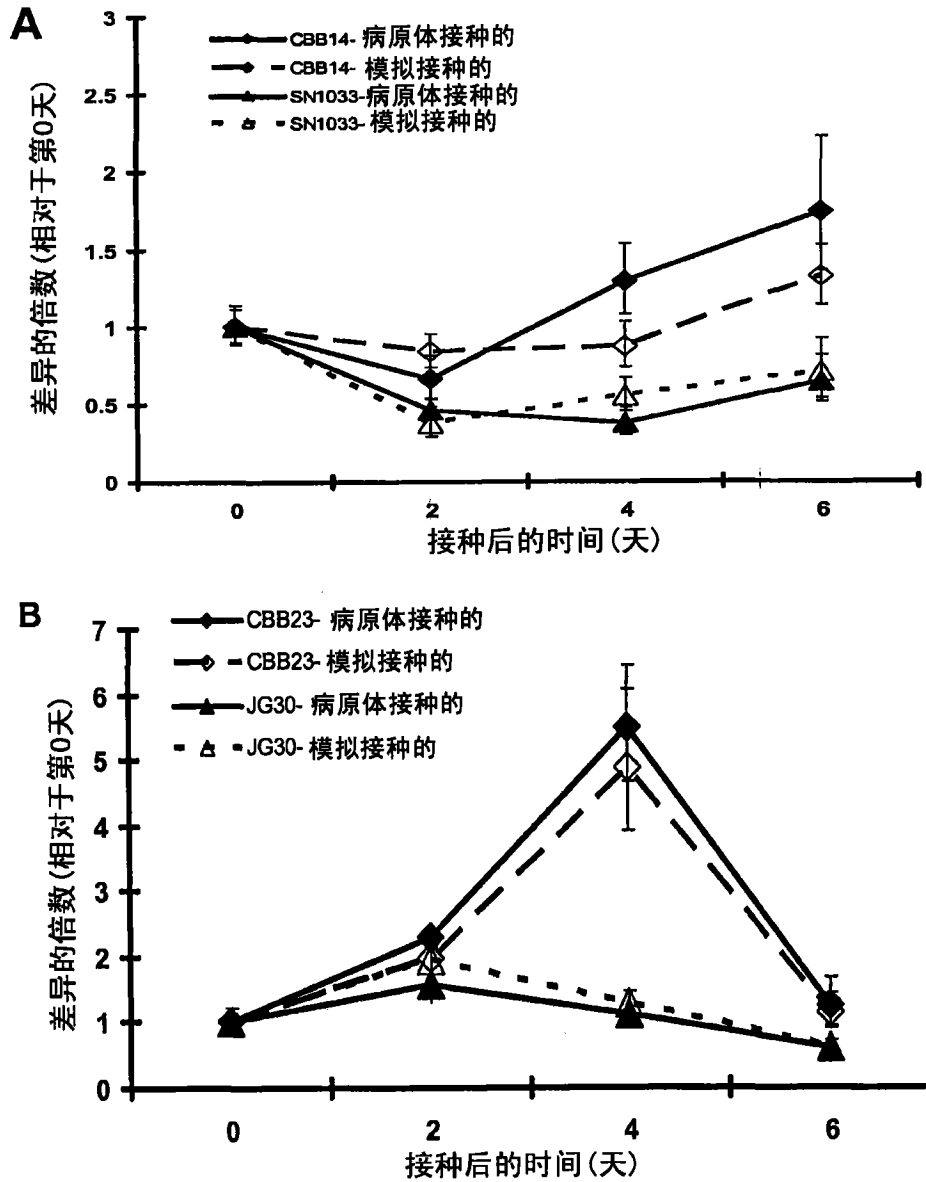 A
差异的倍数(相对于第0天)
3
2.5
2
1.5
1
0.5
0
CBB14- 病原体接种的
CBB14- 模拟接种的
SN1033-病原体接种的
SN1033-模拟接种的
0 2 4 6
接种后的时间(天)
B
差异的倍数(相对于第0天)
7
6
5
4
3
2
1
0
CBB23- 病原体接种的
CBB23-模拟接种的
JG30- 病原体接种的
JG30-模拟接种的
0 2 4 6
接种后的时间(天)